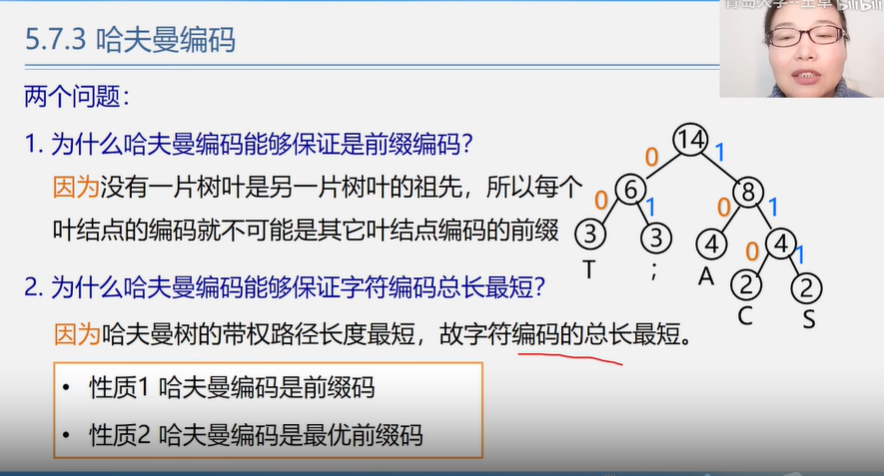 青岛大学-王卓 bilibili
5.7.3 哈夫曼编码
两个问题：
1. 为什么哈夫曼编码能够保证是前缀编码？
因为没有一片树叶是另一片树叶的祖先，所以每个
叶结点的编码就不可能是其它叶结点编码的前缀
2. 为什么哈夫曼编码能够保证字符编码总长最短？
因为哈夫曼树的带权路径长度最短，故字符编码的总长最短。
• 性质1 哈夫曼编码是前缀码
• 性质2 哈夫曼编码是最优前缀码
14
0 1
6 8
0 1 0 1
3 3 4 4
T ; A 0 1
2 2
C S